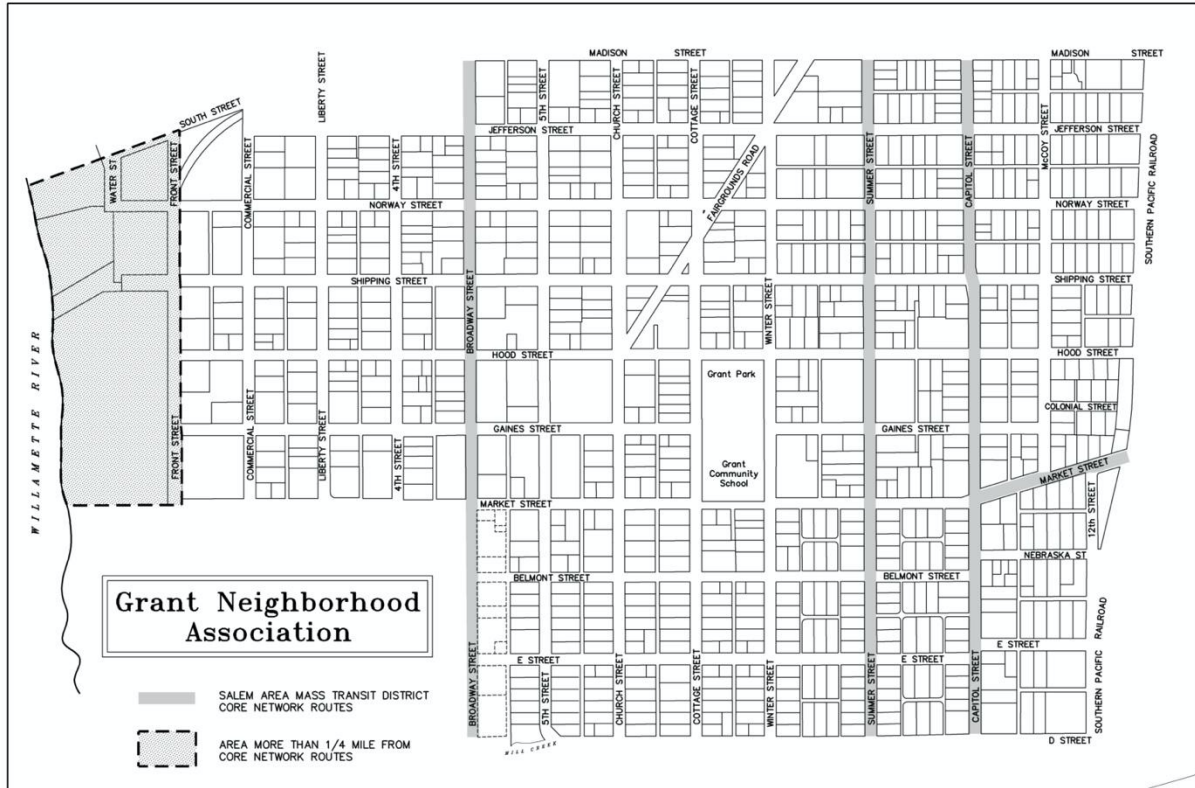 MADISON STREET
MADISON STREET
LIBERTY STREET
SOUTH STREET
5TH STREET
CHURCH STREET
COTTAGE STREET
JEFFERSON STREET
JEFFERSON STREET
McCOY STREET
WATER ST
FRONT STREET
COMMERCIAL STREET
4TH STREET
FAIRGROUNDS ROAD
SUMMER STREET
CAPITOL STREET
SOUTHERN PACIFIC RAILROAD
NORWAY STREET
NORWAY STREET
SHIPPING STREET
SHIPPING STREET
BROADWAY STREET
WINTER STREET
HOOD STREET
HOOD STREET
WILLAMETTE RIVER
Grant Park
COLONIAL STREET
FRONT STREET
COMMERCIAL STREET
LIBERTY STREET
4TH STREET
GAINES STREET
GAINES STREET
Grant
Community
School
MARKET STREET
MARKET STREET
12th STREET
NEBRASKA ST
BELMONT STREET
BELMONT STREET
Grant Neighborhood
Association
E STREET
E STREET
E STREET
BROADWAY STREET
5TH STREET
CHURCH STREET
COTTAGE STREET
WINTER STREET
SUMMER STREET
CAPITOL STREET
SOUTHERN PACIFIC RAILROAD
SALEM AREA MASS TRANSIT DISTRICT
CORE NETWORK ROUTES
AREA MORE THAN 1/4 MILE FROM
CORE NETWORK ROUTES
MILL CREEK
D STREET